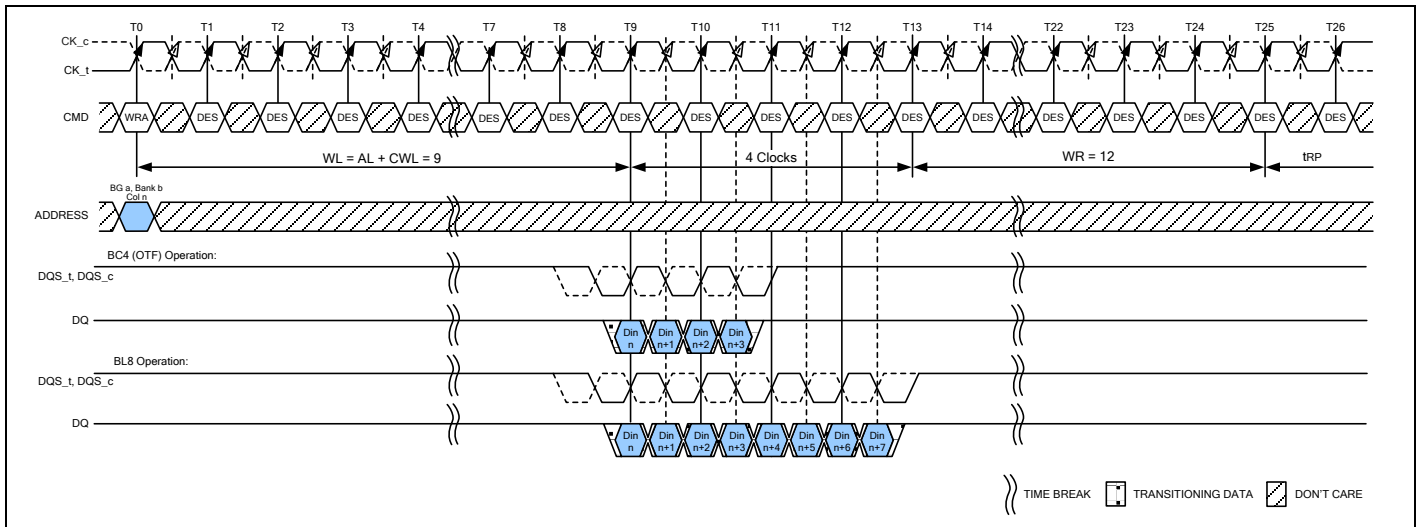 T0 T1 T2 T3 T4 T7 T8 T9 T10 T11 T12 T13 T14 T22 T23 T24 T25 T26
CK_c
CK_t
CMD WRA DES DES DES DES DES DES DES DES DES DES DES DES DES DES DES DES DES
WL = AL + CWL = 9 4 Clocks WR = 12 tRP
BG a, Bank b
Col n
ADDRESS
BC4 (OTF) Operation:
DQS_t, DQS_c
DQ
Din Din Din Din
n n+1 n+2 n+3
BL8 Operation:
DQS_t, DQS_c
DQ
Din Din Din Din Din Din Din Din
n n+1 n+2 n+3 n+4 n+5 n+6 n+7
TIME BREAK TRANSITIONING DATA DON'T CARE